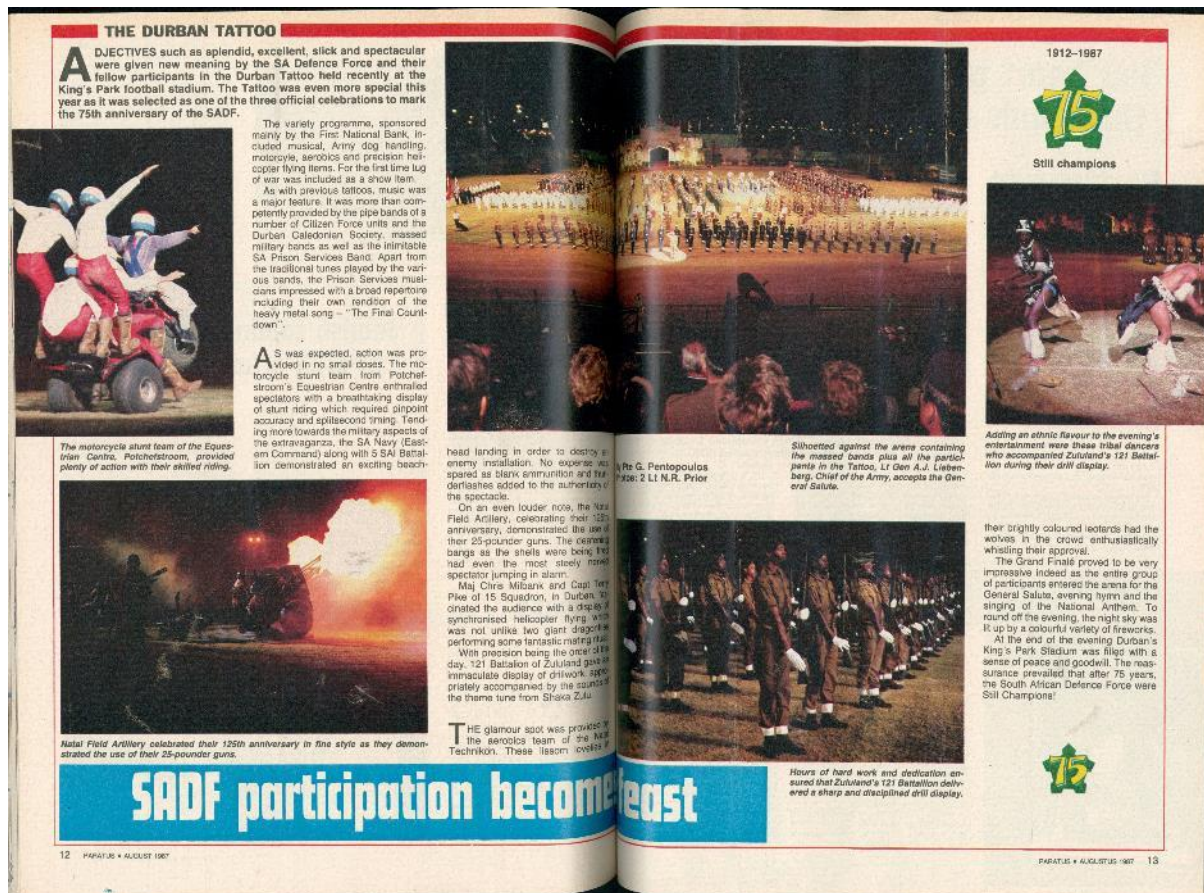 THE DURBAN TATTOO
ADJECTIVES such as splendid, excellent, slick and spectacular
were given new meaning by the SA Defence Force and their
fellow participants in the Durban Tattoo held recently at the
King's Park football stadium. The Tattoo was even more special this
year as it was selected as one of the three official celebrations to mark
the 75th anniversary of the SADF.
The variety programme, sponsored
mainly by the First National Bank, in-
cluded musical, Army dog handling,
motorcyle, aerobics and precision heli-
copter flying items. For the first time tug
of war was included as a show item.
As with previous tattoos, music was
a major feature. It was more than com-
petently provided by the pipe bands of a
number of Citizen Force units and the
Durban Caledonian Society, massed
military bands as well as the inimitable
SA Prison Services Band. Apart from
the traditional tunes played by the vari-
ous bands, the Prison Services musi-
cians impressed with a broad repertoire
including their own rendition of the
heavy metal song – "The Final Count-
down".
AS was expected, action was pro-
vided in no small doses. The mo-
torcycle stunt team from Potchef-
stroom's Equestrian Centre enthralled
spectators with a breathtaking display
of stunt riding which required pinpoint
accuracy and splitsecond timing. Tend-
ing more towards the military aspects of
the extravaganza, the SA Navy (East-
ern Command) along with 5 SAI Battal-
lion demonstrated an exciting beach-
The motorcycle stunt team of the Eques-
trian Centre, Potchefstroom, provided
plenty of action with their skilled riding.
Natal Field Artillery celebrated their 125th anniversary in fine style as they demon-
strated the use of their 25-pounder guns.
head landing in order to destroy
enemy installation. No expense was
spared as blank ammunition and
derflashes added to the authenticity of
the spectacle.
On an even louder note, the Natal
Field Artillery, celebrating their 125th
anniversary, demonstrated the use of
their 25-pounder guns. The deafening
bangs as the shells were being fired
had even the most steely nerved
spectator jumping in alarm.
Maj Chris Milbank and Capt Terry
Pike of 15 Squadron, in Durban,
cinated the audience with a display of
synchronised helicopter flying which
was not unlike two giant dragonflies
performing some fantastic mating ritual.
With precision being the order of the
day, 121 Battalion of Zululand gave
immaculate display of drillwork
priately accompanied by the sounds of
the theme tune from Shaka Zulu.
THE glamour spot was provided by
the aerobics team of the Natal
Technikon. These lissom lovelies in
SADF participation become feast
12 PARATUS • AUGUST 1987
G. Pentopoulos
2 Lt N.R. Prior
Silhoetted against the arena containing
the massed bands plus all the partici-
pants in the Tattoo, Lt Gen A.J. Lieben-
berg, Chief of the Army, accepts the Gen-
eral Salute.
Hours of hard work and dedication en-
sured that Zululand's 121 Battallion deliv-
ered a sharp and disciplined drill display.
1912–1987
75
Still champions
Adding an ethnic flavour to the evening's
entertainment were these tribal dancers
who accompanied Zululand's 121 Battal-
lion during their drill display.
their brightly coloured leotards had the
wolves in the crowd enthusiastically
whistling their approval.
The Grand Finalé proved to be very
impressive indeed as the entire group
of participants entered the arena for the
General Salute, evening hymn and the
singing of the National Anthem. To
round off the evening, the night sky was
lit up by a colourful variety of fireworks.
At the end of the evening Durban's
King's Park Stadium was filled with a
sense of peace and goodwill. The reas-
surance prevailed that after 75 years,
the South African Defence Force were
Still Champions!
75
PARATUS • AUGUSTUS 1987 13